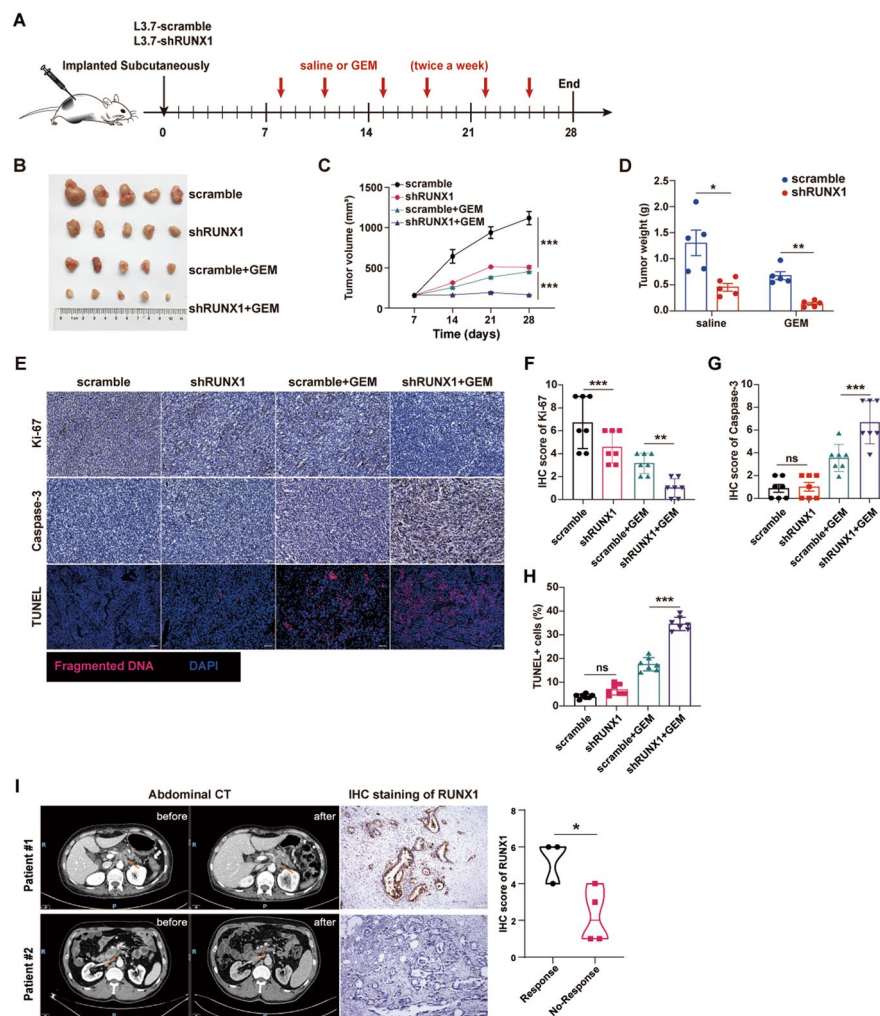 A
L3.7-scramble
L3.7-shRUNX1
Implanted Subcutaneously
saline or GEM
(twice a week)
End
0
7
14
21
28
B
scramble
shRUNX1
scramble+GEM
shRUNX1+GEM
C
scramble
shRUNX1
scramble+GEM
shRUNX1+GEM
Tumor volume (mm³)
1500
1000
500
0
7
14
21
28
Time (days)
***
***
D
scramble
shRUNX1
Tumor weight (g)
2.5
2.0
1.5
1.0
0.5
0.0
*
**
saline
GEM
E
scramble
shRUNX1
scramble+GEM
shRUNX1+GEM
Ki-67
Caspase-3
TUNEL
Fragmented DNA
DAPI
F
IHC score of Ki-67
10
8
6
4
2
0
***
**
scramble
shRUNX1
scramble+GEM
shRUNX1+GEM
G
IHC score of Caspase-3
10
8
6
4
2
0
ns
***
scramble
shRUNX1
scramble+GEM
shRUNX1+GEM
H
TUNEL+ cells (%)
50
40
30
20
10
0
ns
***
scramble
shRUNX1
scramble+GEM
shRUNX1+GEM
I
Abdominal CT
IHC staining of RUNX1
Patient #1
before
R
P
after
R
P
Patient #2
before
R
after
R
IHC score of RUNX1
8
6
4
2
0
*
Response
No-Response